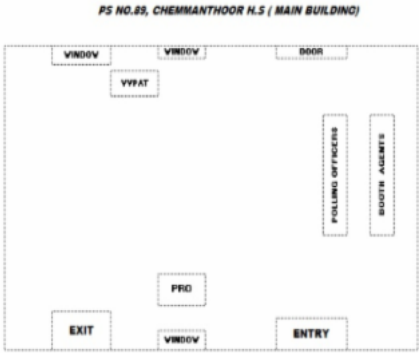 PS NO.89, CHEMMANTHOOR H.S ( MAIN BUILDING)
WINDOW
WINDOW
DOOR
VVPAT
POLLING OFFICERS
BOOTH AGENTS
PRO
EXIT
WINDOW
ENTRY